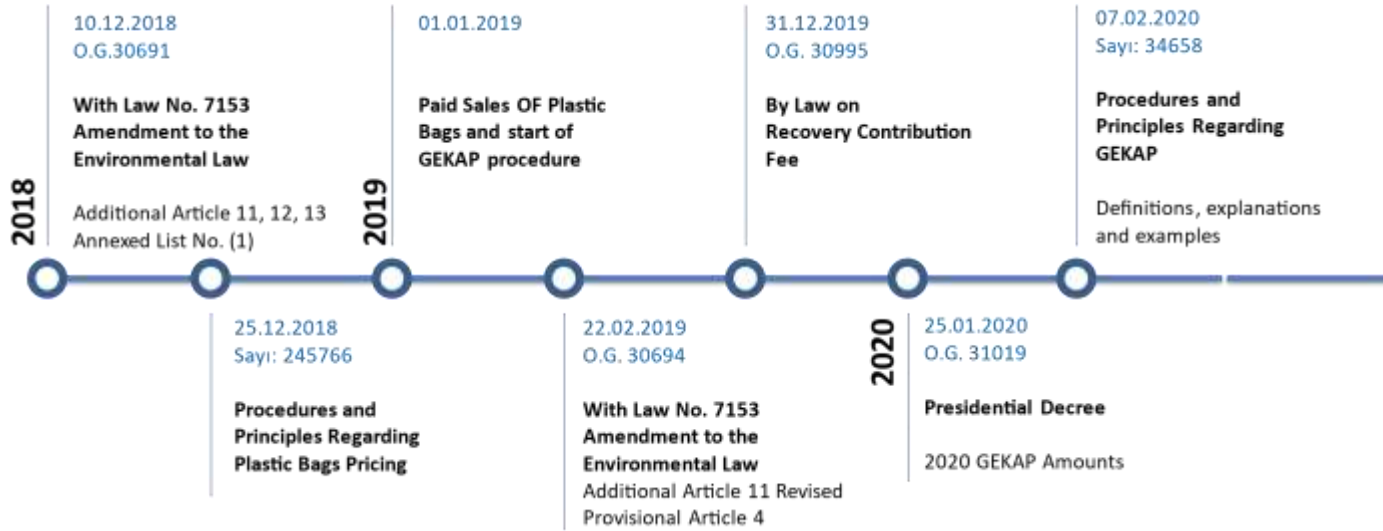 2018
10.12.2018
O.G.30691
With Law No. 7153
Amendment to the
Environmental Law
Additional Article 11, 12, 13
Annexed List No. (1)
25.12.2018
Sayı: 245766
Procedures and
Principles Regarding
Plastic Bags Pricing
2019
01.01.2019
Paid Sales OF Plastic
Bags and start of
GEKAP procedure
22.02.2019
O.G. 30694
With Law No. 7153
Amendment to the
Environmental Law
Additional Article 11 Revised
Provisional Article 4
31.12.2019
O.G. 30995
By Law on
Recovery Contribution
Fee
2020
25.01.2020
O.G. 31019
Presidential Decree
2020 GEKAP Amounts
07.02.2020
Sayı: 34658
Procedures and
Principles Regarding
GEKAP
Definitions, explanations
and examples